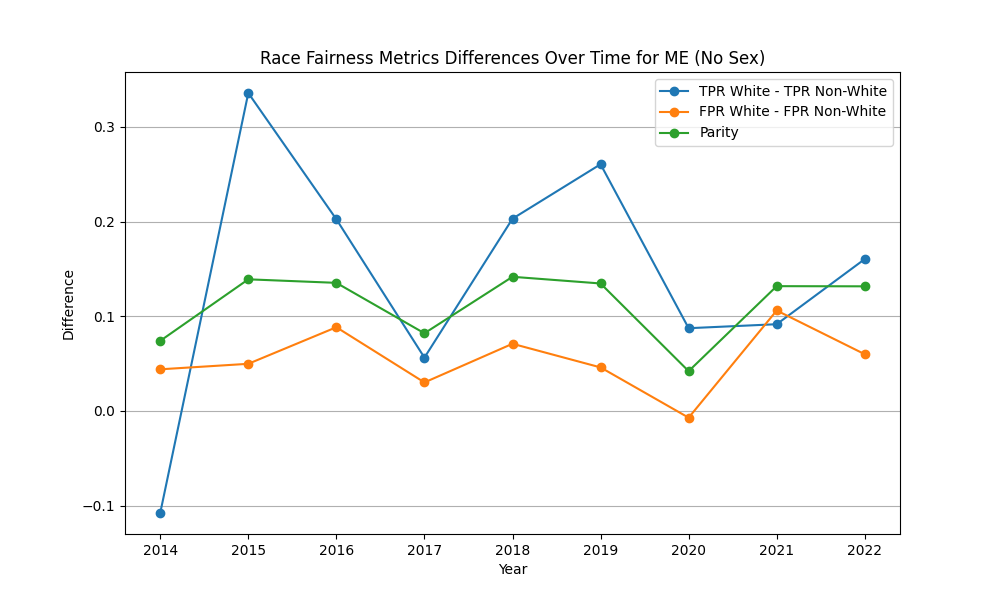 Race Fairness Metrics Differences Over Time for ME (No Sex)
TPR White - TPR Non-White
FPR White - FPR Non-White
Parity
0.3
0.2
0.1
0.0
−0.1
Difference
2014 2015 2016 2017 2018 2019 2020 2021 2022
Year